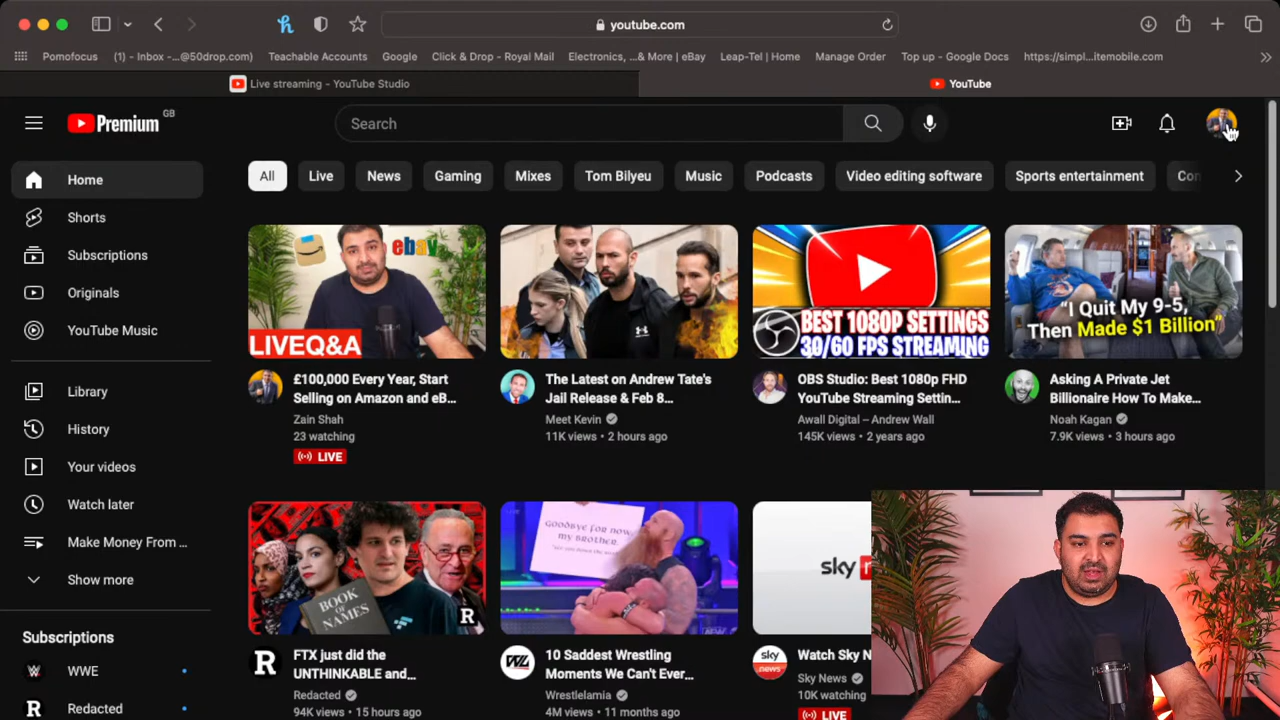 youtube.com
Pomofocus
(1) - Inbox -...@50drop.com)
Teachable Accounts
Google
Click & Drop - Royal Mail
Electronics, ...& More | eBay
Leap-Tel | Home
Manage Order
Top up - Google Docs
https://simpl...itemobile.com
Live streaming - YouTube Studio
YouTube
Premium GB
Search
Home
Shorts
Subscriptions
Originals
YouTube Music
Library
History
Your videos
Watch later
Make Money From ...
Show more
Subscriptions
WWE
Redacted
All
Live
News
Gaming
Mixes
Tom Bilyeu
Music
Podcasts
Video editing software
Sports entertainment
Con
ebay
LIVEQ&A
£100,000 Every Year, Start
Selling on Amazon and eB...
Zain Shah
23 watching
LIVE
The Latest on Andrew Tate's
Jail Release & Feb 8...
Meet Kevin
11K views • 2 hours ago
BEST 1080P SETTINGS
30/60 FPS STREAMING
OBS Studio: Best 1080p FHD
YouTube Streaming Settin...
Awall Digital – Andrew Wall
145K views • 2 years ago
"I Quit My 9-5,
Then Made $1 Billion"
Asking A Private Jet
Billionaire How To Make...
Noah Kagan
7.9K views • 3 hours ago
BOOK
OF
NAMES
R
R
FTX just did the
UNTHINKABLE and...
Redacted
94K views • 15 hours ago
GOODBYE FOR NOW,
MY BROTHER
WL
10 Saddest Wrestling
Moments We Can't Ever...
Wrestlelamia
4M views • 11 months ago
sky
sky
news
Watch Sky N
Sky News
10K watching
LIVE